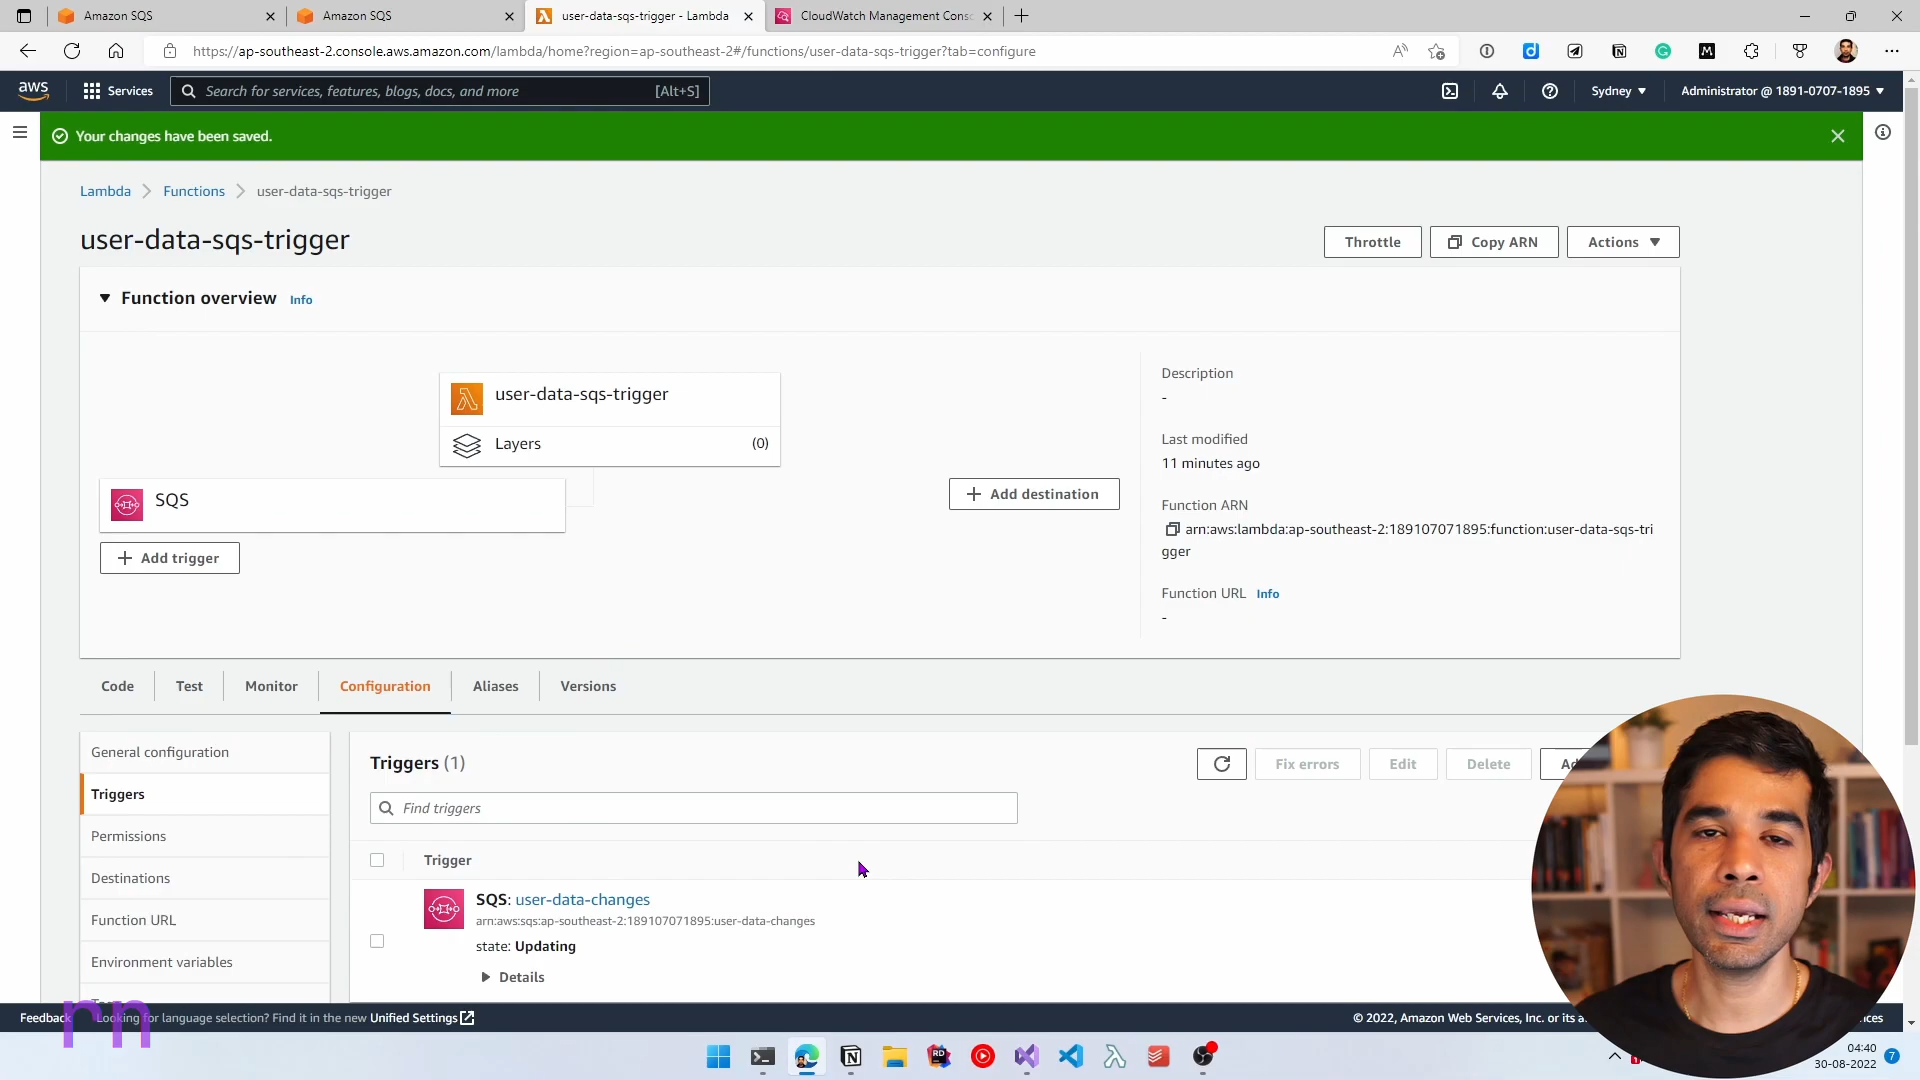 Amazon SQS
Amazon SQS
user-data-sqs-trigger - Lambda
CloudWatch Management Conso
https://ap-southeast-2.console.aws.amazon.com/lambda/home?region=ap-southeast-2#/functions/user-data-sqs-trigger?tab=configure
aws
Services
Search for services, features, blogs, docs, and more
[Alt+S]
Sydney
Administrator @ 1891-0707-1895
Your changes have been saved.
Lambda
Functions
user-data-sqs-trigger
user-data-sqs-trigger
Throttle
Copy ARN
Actions
Function overview Info
user-data-sqs-trigger
Layers
(0)
SQS
Add trigger
Add destination
Description
-
Last modified
11 minutes ago
Function ARN
arn:aws:lambda:ap-southeast-2:189107071895:function:user-data-sqs-tri
gger
Function URL Info
-
Code
Test
Monitor
Configuration
Aliases
Versions
General configuration
Triggers
Permissions
Destinations
Function URL
Environment variables
Triggers (1)
Fix errors
Edit
Delete
Find triggers
Trigger
SQS: user-data-changes
arn:aws:sqs:ap-southeast-2:189107071895:user-data-changes
state: Updating
Details
Feedback
Looking for language selection? Find it in the new Unified Settings
© 2022, Amazon Web Services, Inc. or its
rn
RD
04:40
30-08-2022
7